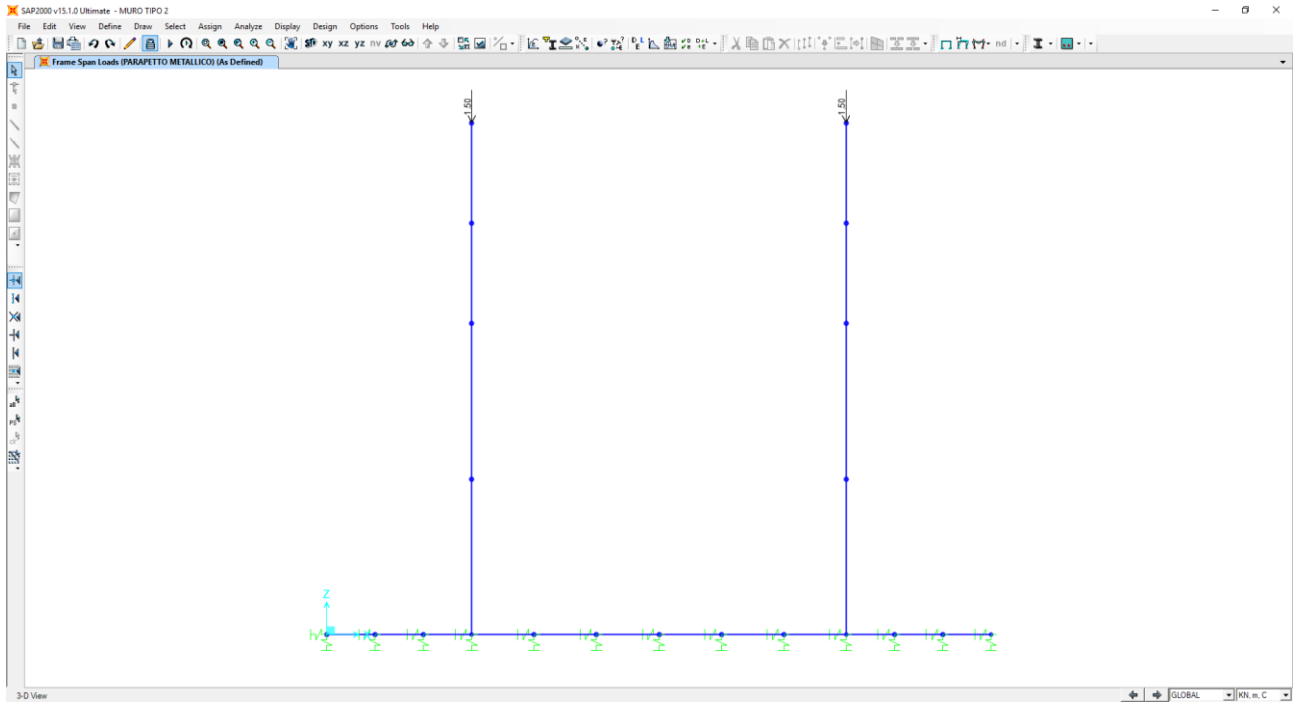 SAP2000 v15.1.0 Ultimate - MURO TIPO 2
File Edit View Define Draw Select Assign Analyze Display Design Options Tools Help
xy xz yz nv nd
Frame Span Loads (PARAPETTO METALLICO) (As Defined)
1.50 1.50
Z
X
3-D View GLOBAL KN, m, C